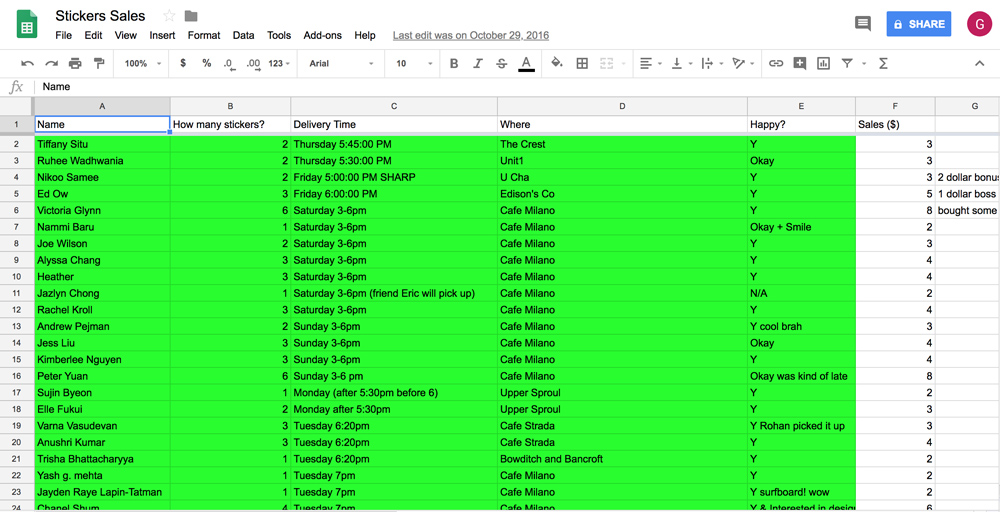 Stickers Sales
File Edit View Insert Format Data Tools Add-ons Help Last edit was on October 29, 2016
SHARE
G
100% $ % .0 .00 123 Arial 10 B I S A
fx Name
A B C D E F G
1 Name How many stickers? Delivery Time Where Happy? Sales ($)
2 Tiffany Situ 2 Thursday 5:45:00 PM The Crest Y 3
3 Ruhee Wadhwania 2 Thursday 5:30:00 PM Unit1 Okay 3
4 Nikoo Samee 2 Friday 5:00:00 PM SHARP U Cha Y 3 2 dollar bonu
5 Ed Ow 3 Friday 6:00:00 PM Edison's Co Y 5 1 dollar boss
6 Victoria Glynn 6 Saturday 3-6pm Cafe Milano Y 8 bought some
7 Nammi Baru 1 Saturday 3-6pm Cafe Milano Okay + Smile 2
8 Joe Wilson 2 Saturday 3-6pm Cafe Milano Y 3
9 Alyssa Chang 3 Saturday 3-6pm Cafe Milano Y 4
10 Heather 3 Saturday 3-6pm Cafe Milano Y 4
11 Jazlyn Chong 1 Saturday 3-6pm (friend Eric will pick up) Cafe Milano N/A 2
12 Rachel Kroll 3 Saturday 3-6pm Cafe Milano Y 4
13 Andrew Pejman 2 Sunday 3-6pm Cafe Milano Y cool brah 3
14 Jess Liu 3 Sunday 3-6pm Cafe Milano Okay 4
15 Kimberlee Nguyen 3 Sunday 3-6pm Cafe Milano Y 4
16 Peter Yuan 6 Sunday 3-6 pm Cafe Milano Okay was kind of late 8
17 Sujin Byeon 1 Monday (after 5:30pm before 6) Upper Sproul Y 2
18 Elle Fukui 2 Monday after 5:30pm Upper Sproul Y 3
19 Varna Vasudevan 3 Tuesday 6:20pm Cafe Strada Y Rohan picked it up 3
20 Anushri Kumar 3 Tuesday 6:20pm Cafe Strada Y 4
21 Trisha Bhattacharyya 1 Tuesday 6:20pm Bowditch and Bancroft Y 2
22 Yash g. mehta 1 Tuesday 7pm Cafe Milano Y 2
23 Jayden Raye Lapin-Tatman 1 Tuesday 7pm Cafe Milano Y surfboard! wow 2
24 Chanel Shum 4 Tuesday 7pm Cafe Milano Y & Interested in desig 6